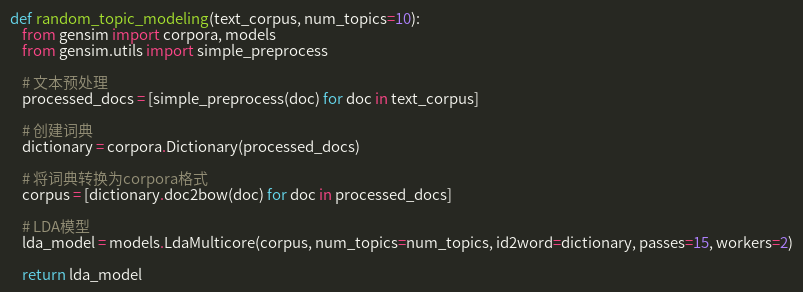 def random_topic_modeling(text_corpus, num_topics=10):
from gensim import corpora, models
from gensim.utils import simple_preprocess
# 文本预处理
processed_docs = [simple_preprocess(doc) for doc in text_corpus]
# 创建词典
dictionary = corpora.Dictionary(processed_docs)
# 将词典转换为corpora格式
corpus = [dictionary.doc2bow(doc) for doc in processed_docs]
# LDA模型
lda_model = models.LdaMulticore(corpus, num_topics=num_topics, id2word=dictionary, passes=15, workers=2)
return lda_model